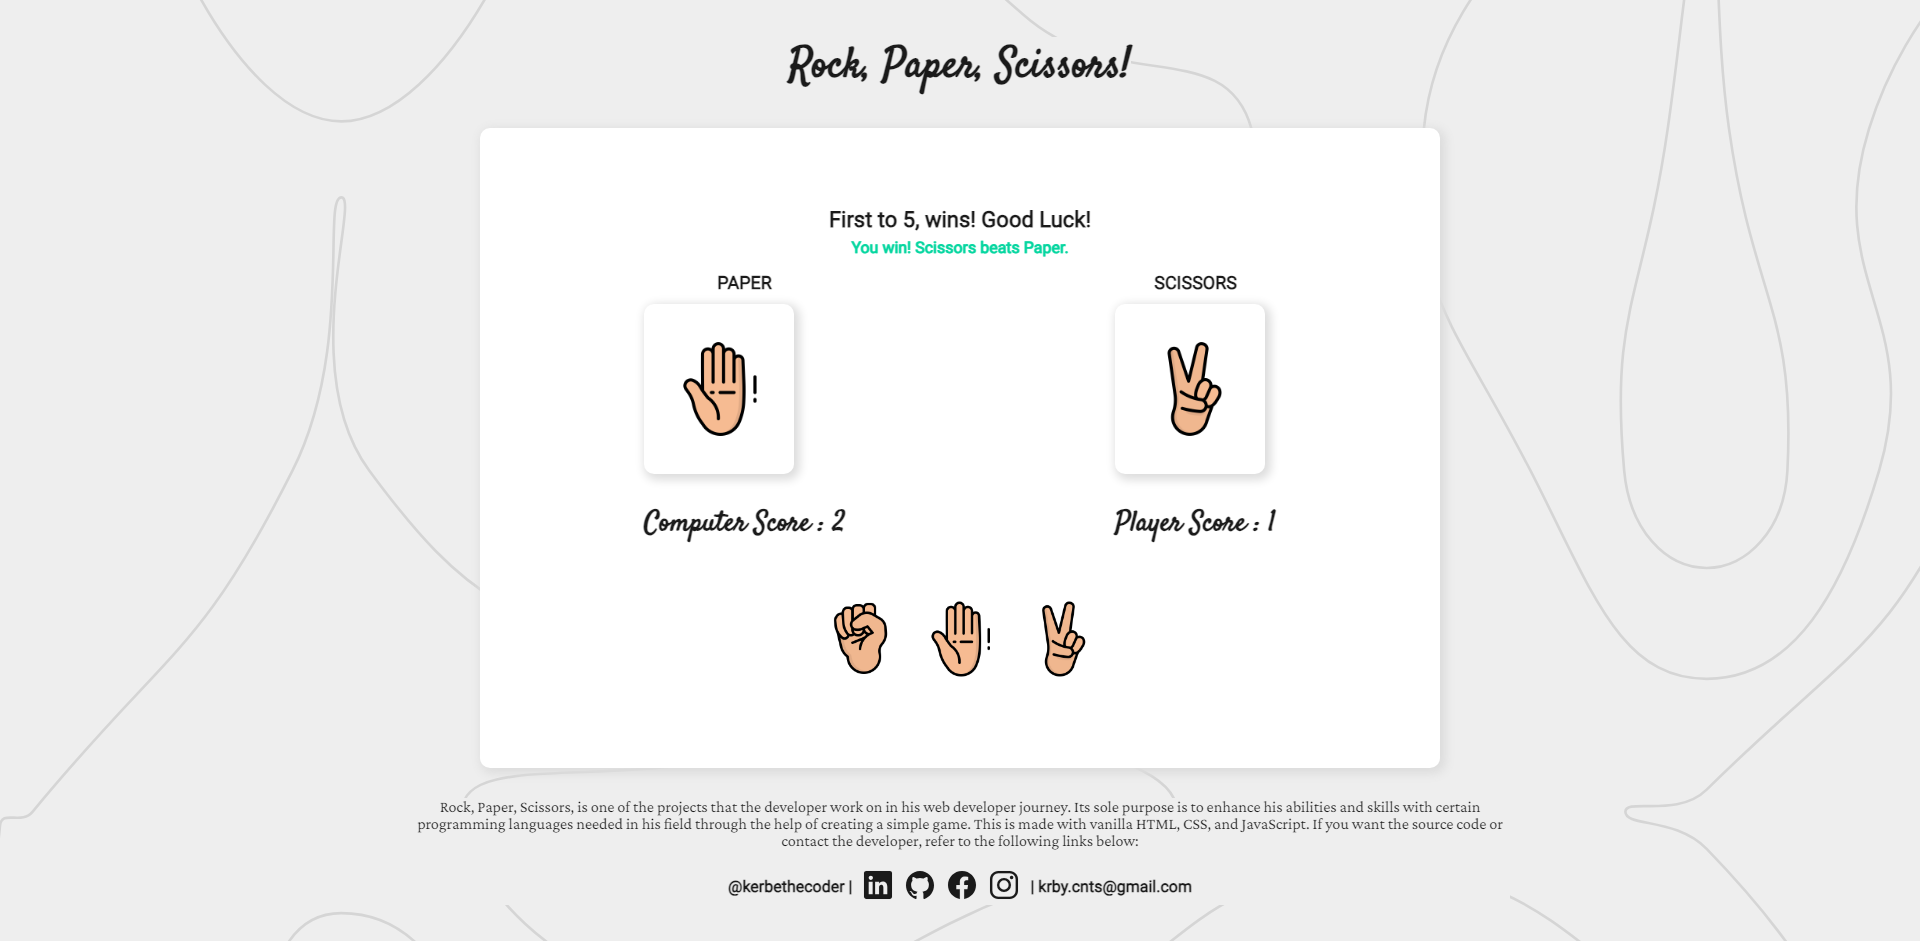 Rock, Paper, Scissors!
First to 5, wins! Good Luck!
You win! Scissors beats Paper.
PAPER
SCISSORS
Computer Score : 2
Player Score : 1
Rock, Paper, Scissors, is one of the projects that the developer work on in his web developer journey. Its sole purpose is to enhance his abilities and skills with certain
programming languages needed in his field through the help of creating a simple game. This is made with vanilla HTML, CSS, and JavaScript. If you want the source code or
contact the developer, refer to the following links below:
@kerbethecoder | in | krby.cnts@gmail.com